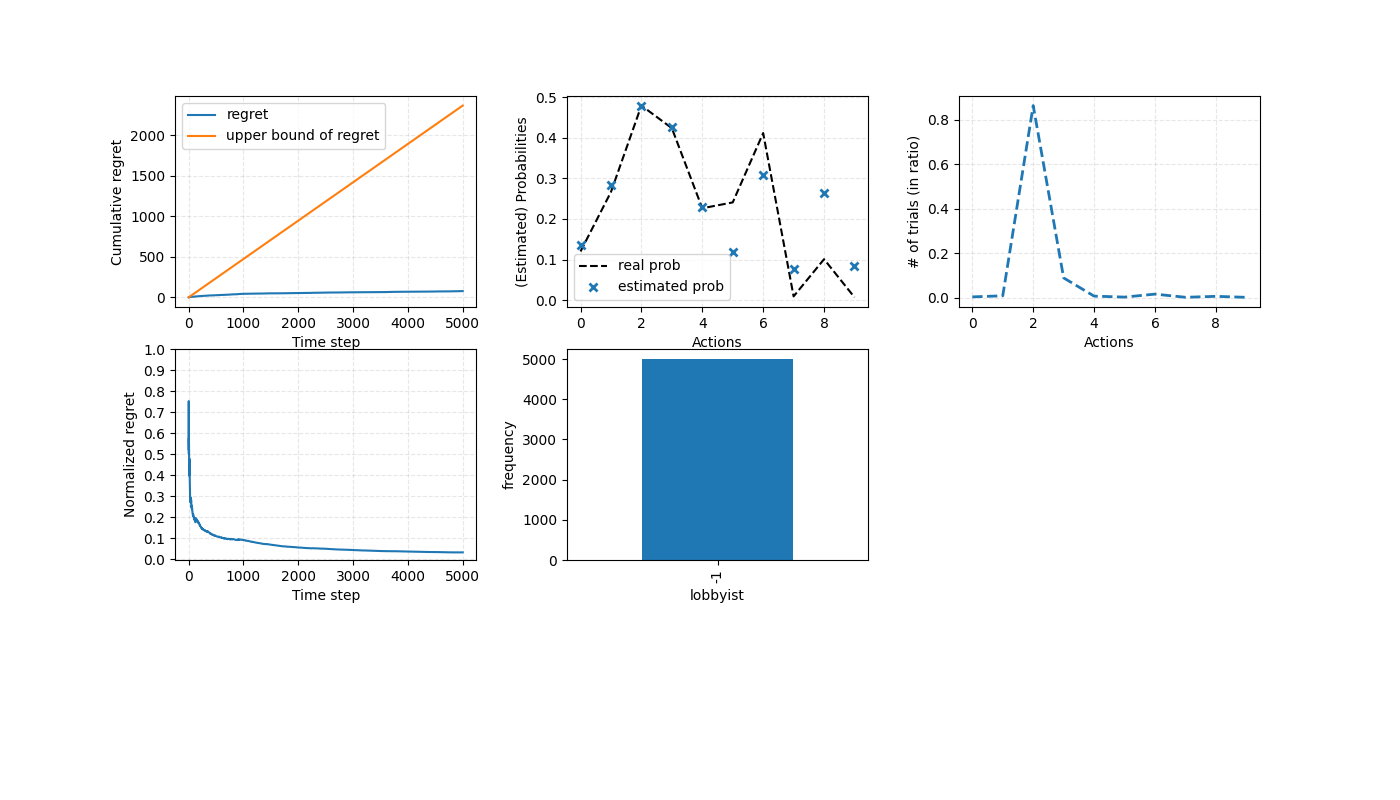 Cumulative regret
2000
1500
1000
500
0
regret
upper bound of regret
0 1000 2000 3000 4000 5000
Time step
(Estimated) Probabilities
0.5
0.4
0.3
0.2
0.1
0.0
real prob
estimated prob
0 2 4 6 8
Actions
# of trials (in ratio)
0.8
0.6
0.4
0.2
0.0
0 2 4 6 8
Actions
Normalized regret
1.0
0.9
0.8
0.7
0.6
0.5
0.4
0.3
0.2
0.1
0.0
0 1000 2000 3000 4000 5000
Time step
frequency
5000
4000
3000
2000
1000
0
-1
lobbyist